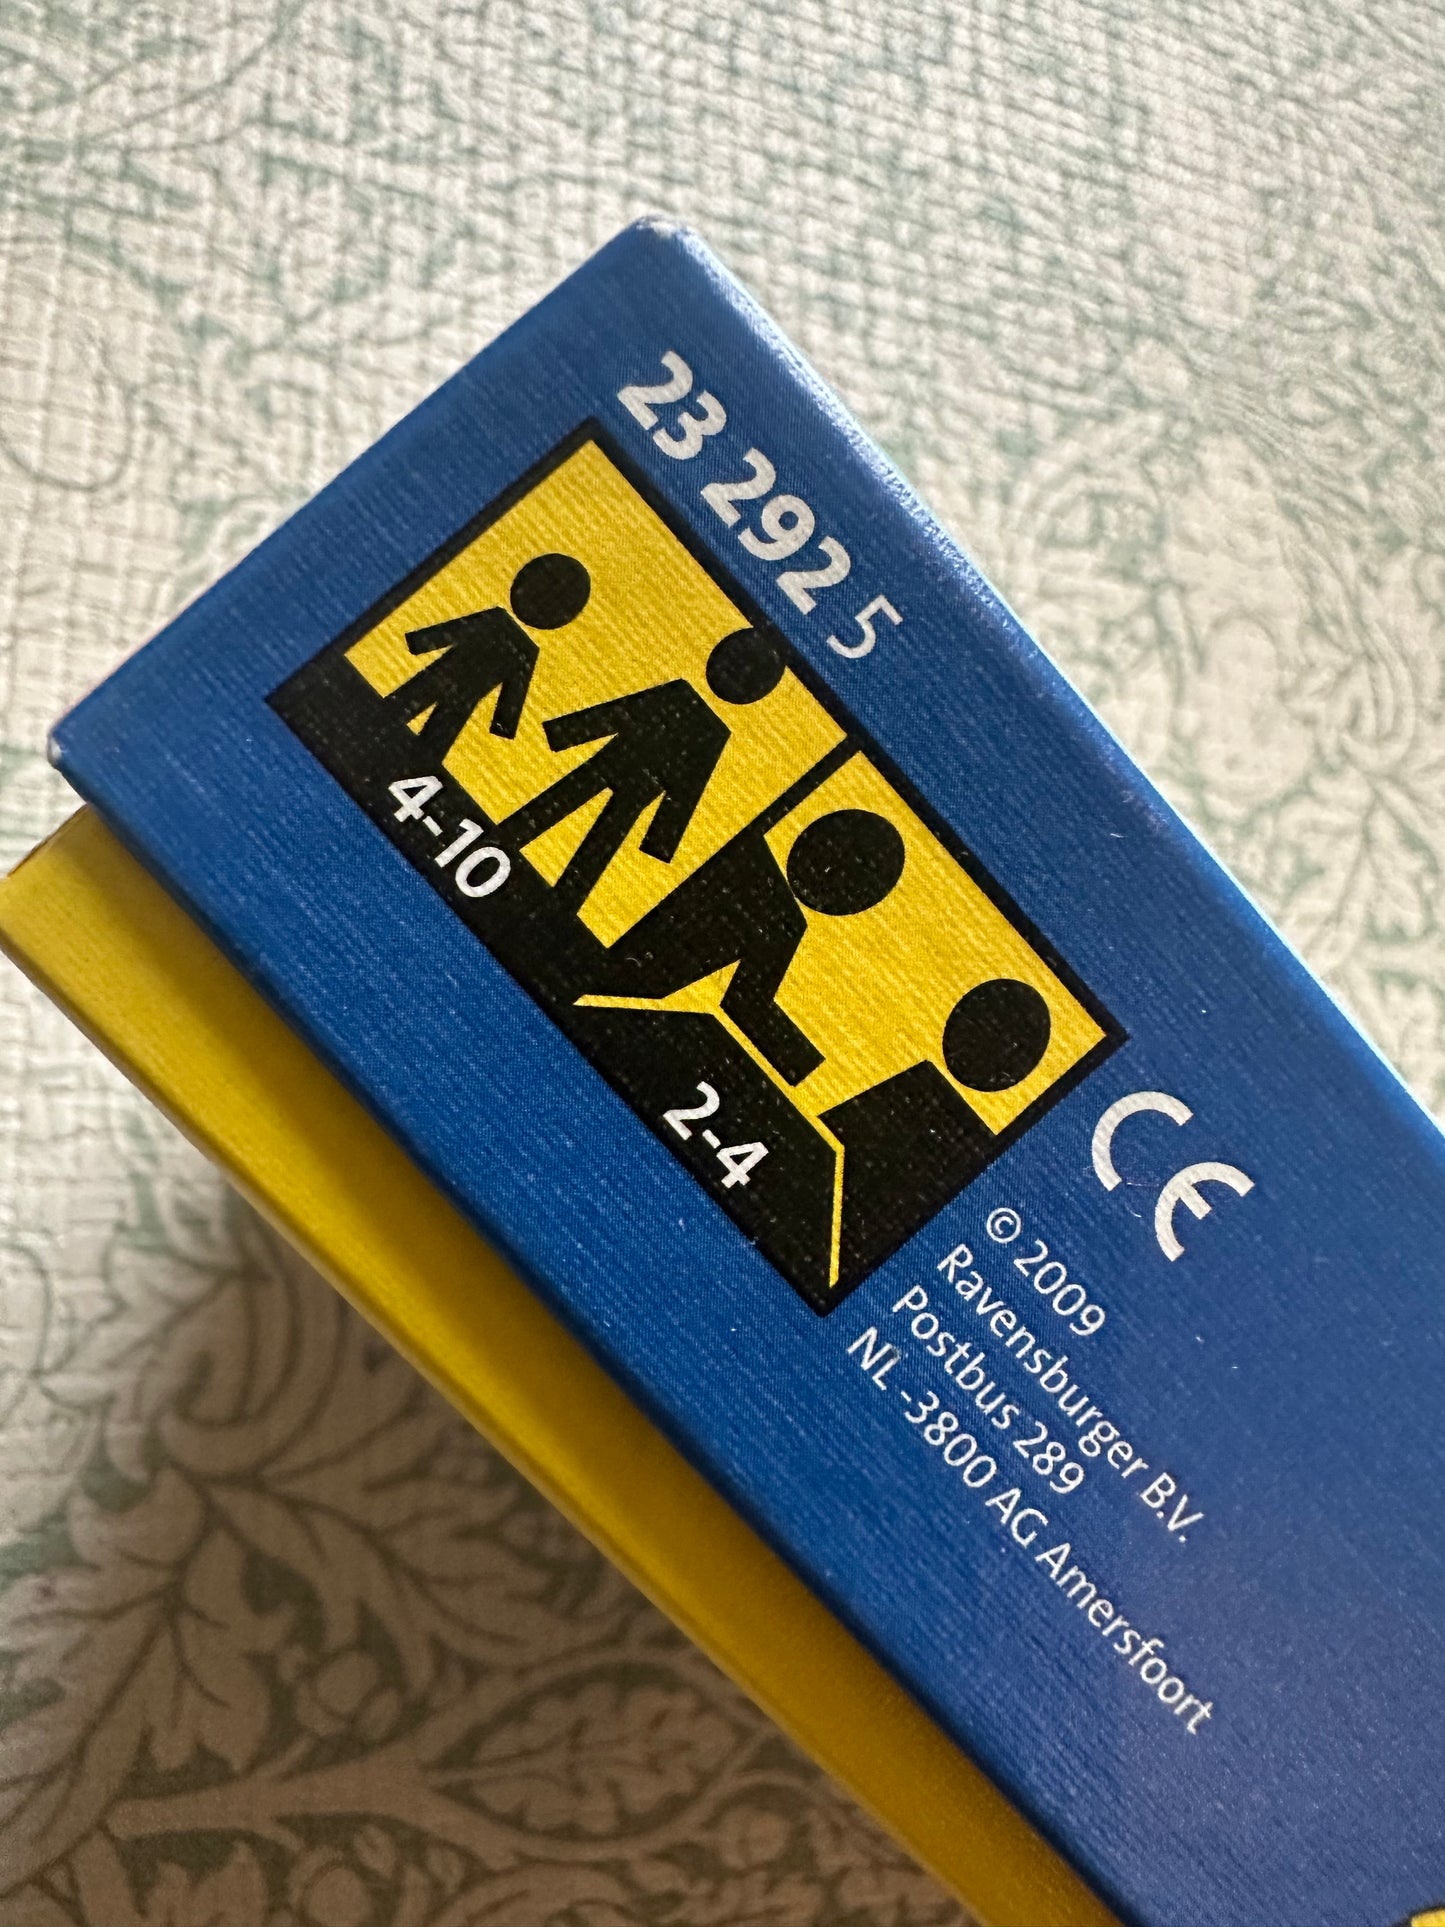 23 292 5
4-10
2-4
CE
© 2009
Ravensburger B.V.
Postbus 289
NL -3800 AG Amersfoort